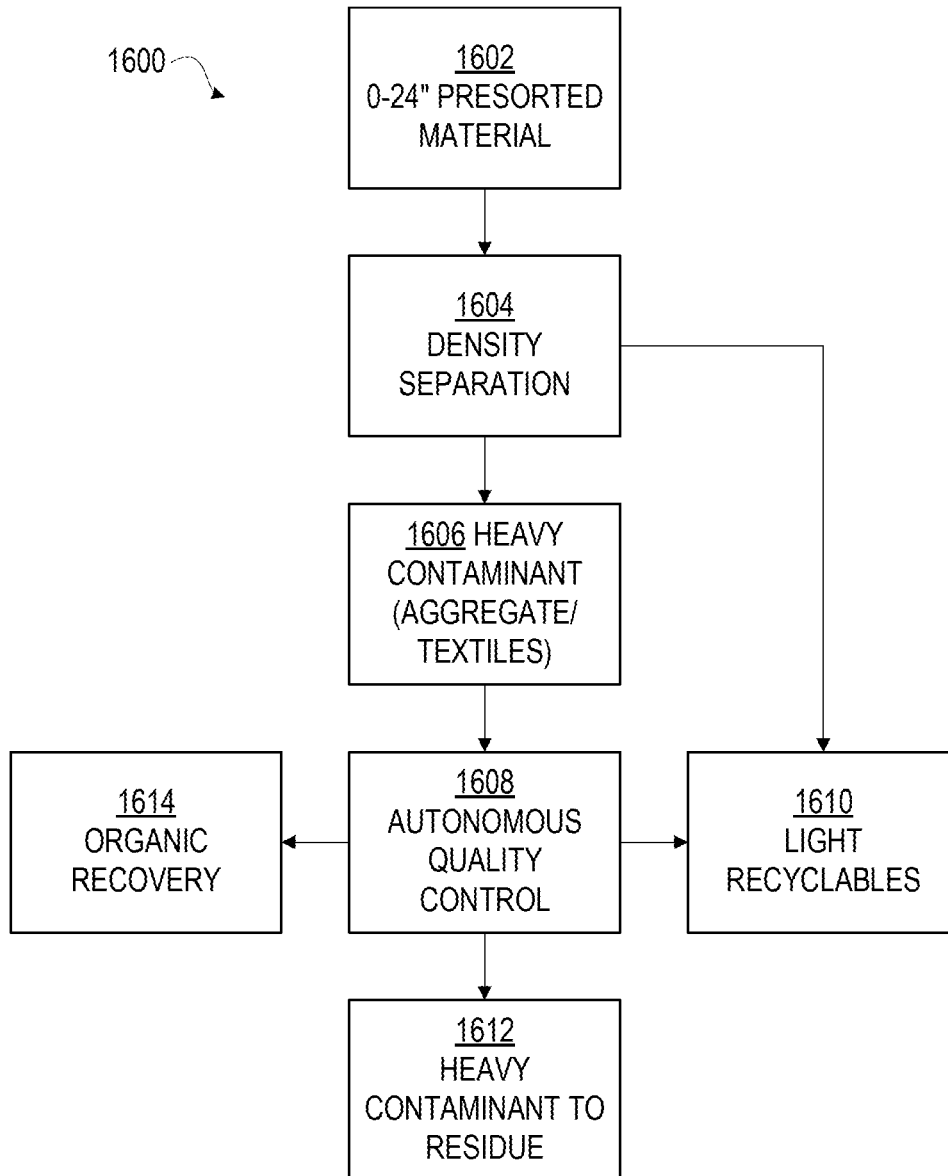 1600
1602
0-24" PRESORTED
MATERIAL
1604
DENSITY
SEPARATION
1606 HEAVY
CONTAMINANT
(AGGREGATE/
TEXTILES)
1614
ORGANIC
RECOVERY
1608
AUTONOMOUS
QUALITY
CONTROL
1610
LIGHT
RECYCLABLES
1612
HEAVY
CONTAMINANT TO
RESIDUE